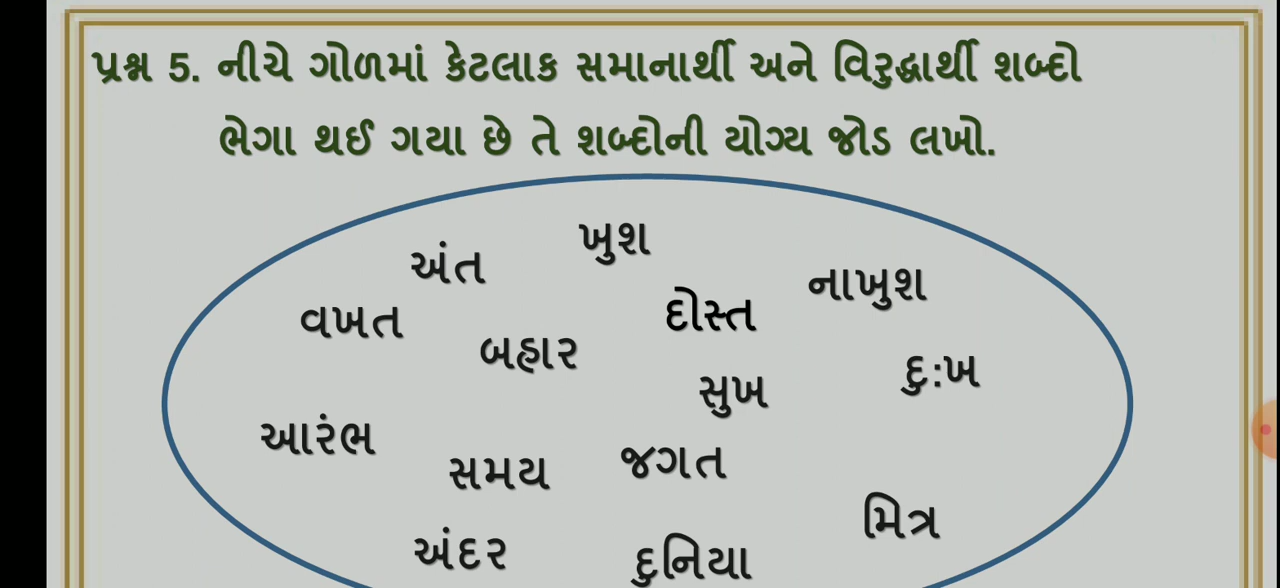 પ્રશ્ન 5. નીચે ગોળમાં કેટલાક સમાનાર્થી અને વિરુદ્ધાર્થી શબ્દો
ભેગા થઈ ગયા છે તે શબ્દોની યોગ્ય જોડ લખો.
ખુશ
અંત
નાખુશ
દોસ્ત
વખત
બહાર
દુ:ખ
સુખ
આરંભ
જગત
સમય
મિત્ર
અંદર
દુનિયા